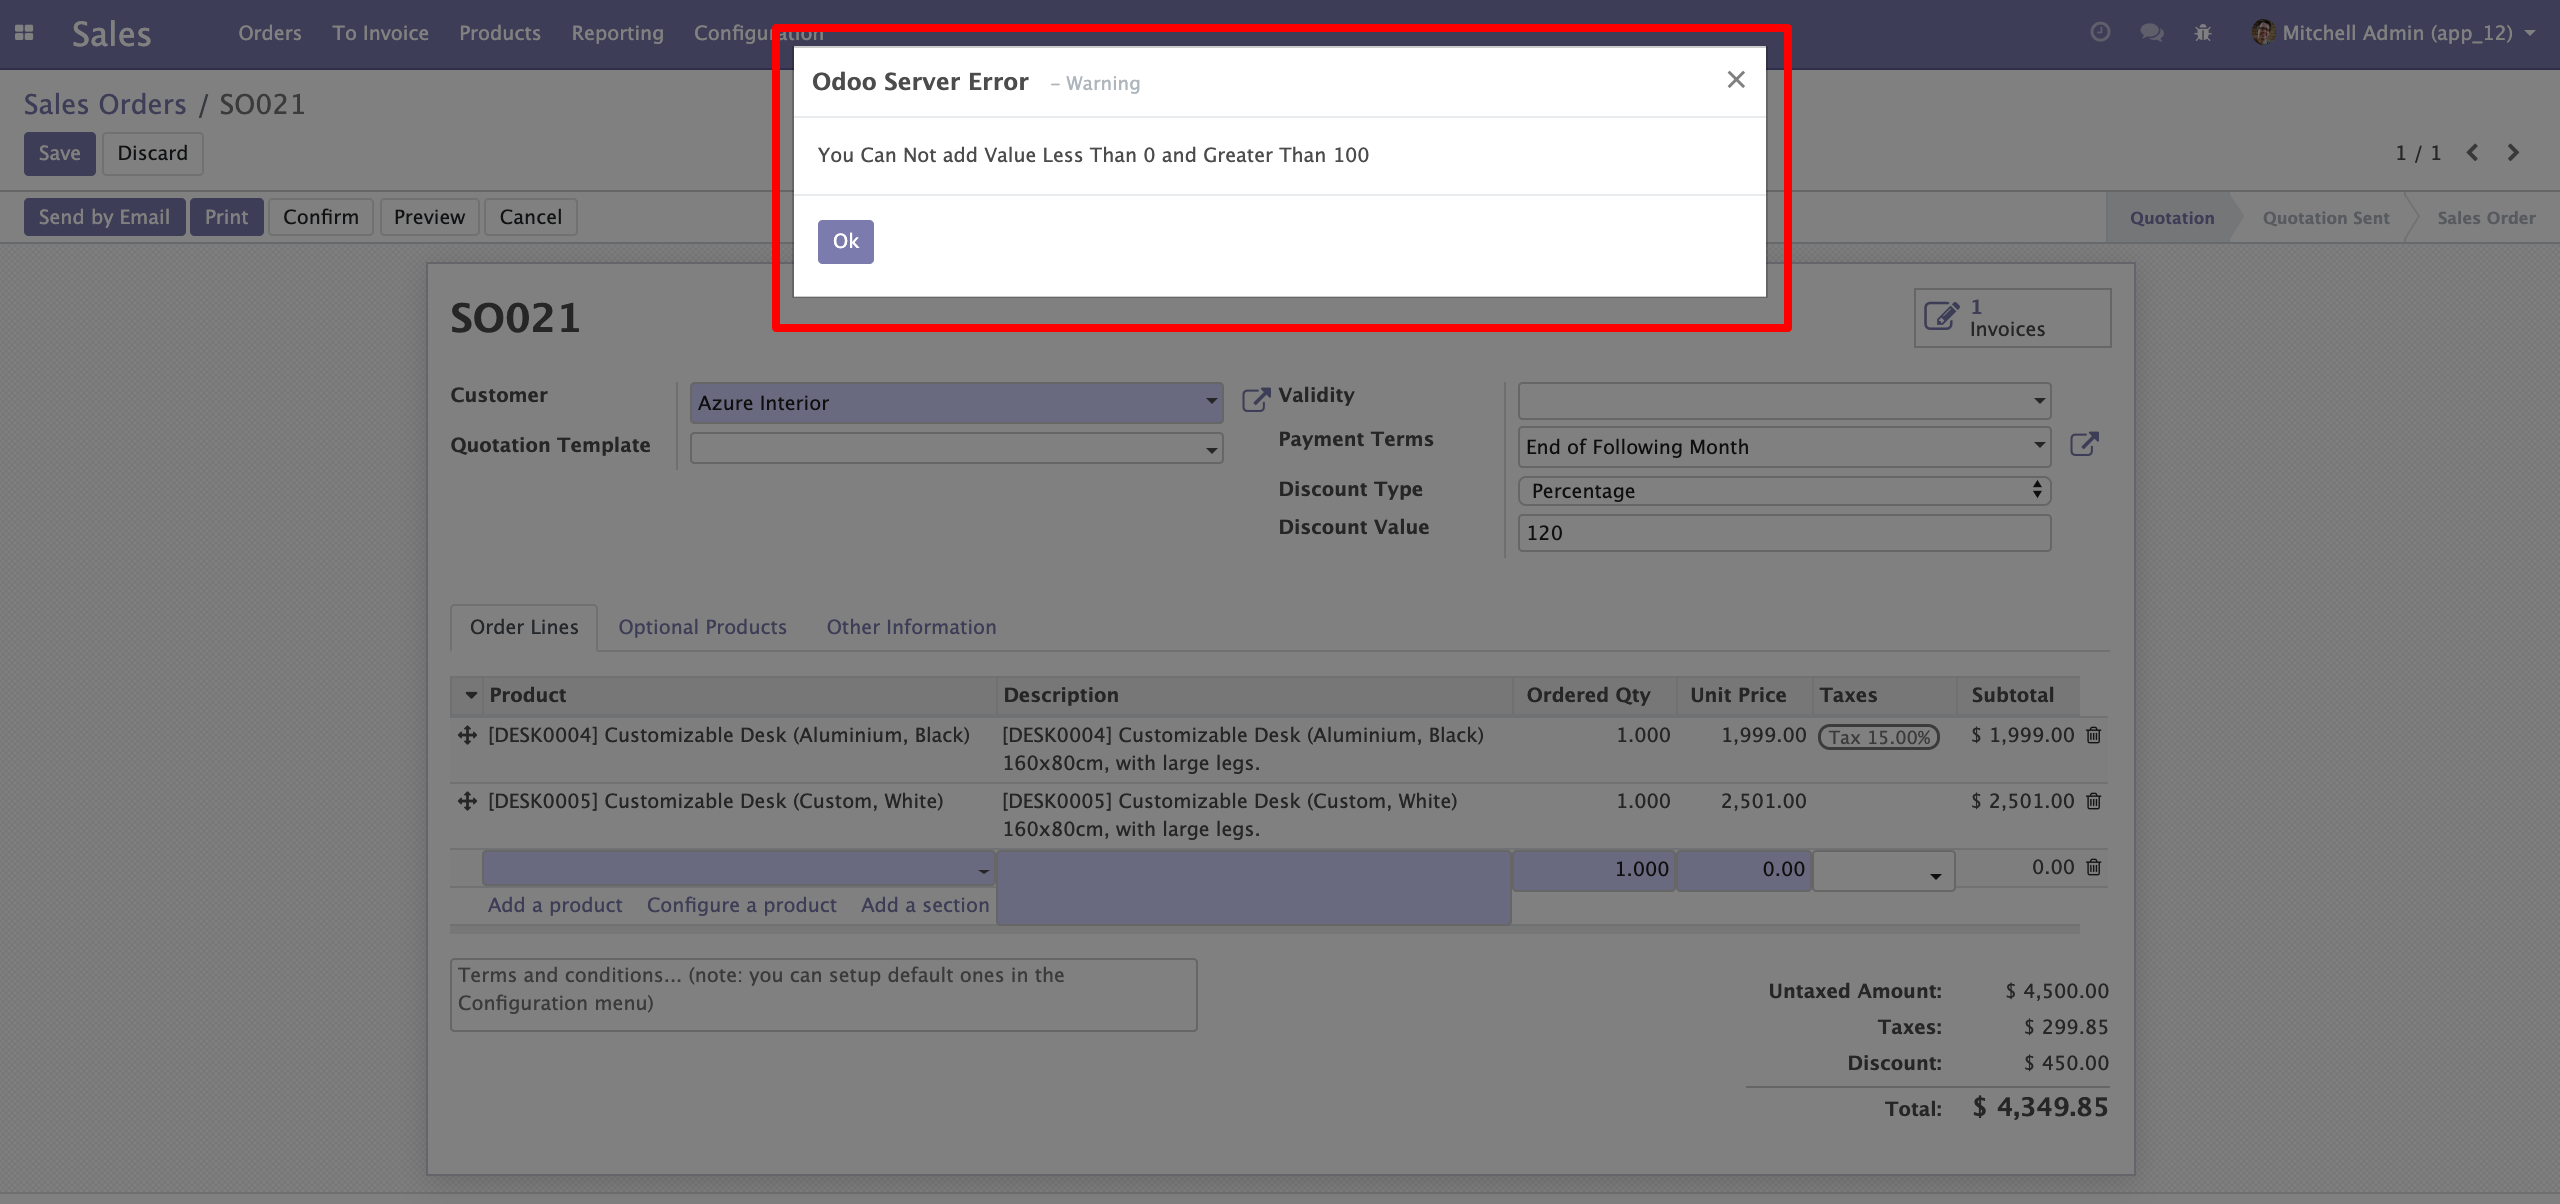 Sales Orders To Invoice Products Reporting Configuration Mitchell Admin (app_12)
Odoo Server Error – Warning
You Can Not add Value Less Than 0 and Greater Than 100
Ok
Sales Orders / SO021
Save Discard 1 / 1
Send by Email Print Confirm Preview Cancel Quotation Quotation Sent Sales Order
SO021
1
Invoices
Customer Azure Interior
Quotation Template
Validity
Payment Terms End of Following Month
Discount Type Percentage
Discount Value 120
Order Lines Optional Products Other Information
Product Description Ordered Qty Unit Price Taxes Subtotal
[DESK0004] Customizable Desk (Aluminium, Black) [DESK0004] Customizable Desk (Aluminium, Black) 1.000 1,999.00 Tax 15.00% $ 1,999.00
160x80cm, with large legs.
[DESK0005] Customizable Desk (Custom, White) [DESK0005] Customizable Desk (Custom, White) 1.000 2,501.00 $ 2,501.00
160x80cm, with large legs.
1.000 0.00 0.00
Add a product Configure a product Add a section
Terms and conditions... (note: you can setup default ones in the
Configuration menu)
Untaxed Amount: $ 4,500.00
Taxes: $ 299.85
Discount: $ 450.00
Total: $ 4,349.85